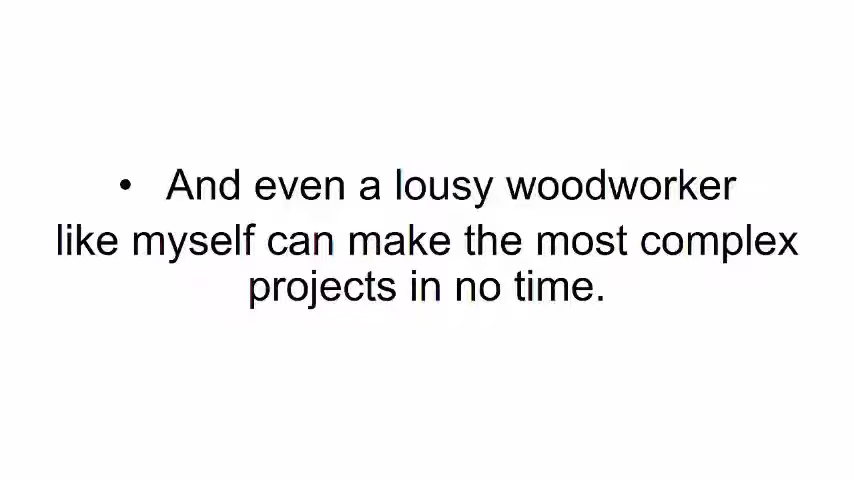 • And even a lousy woodworker
like myself can make the most complex
projects in no time.